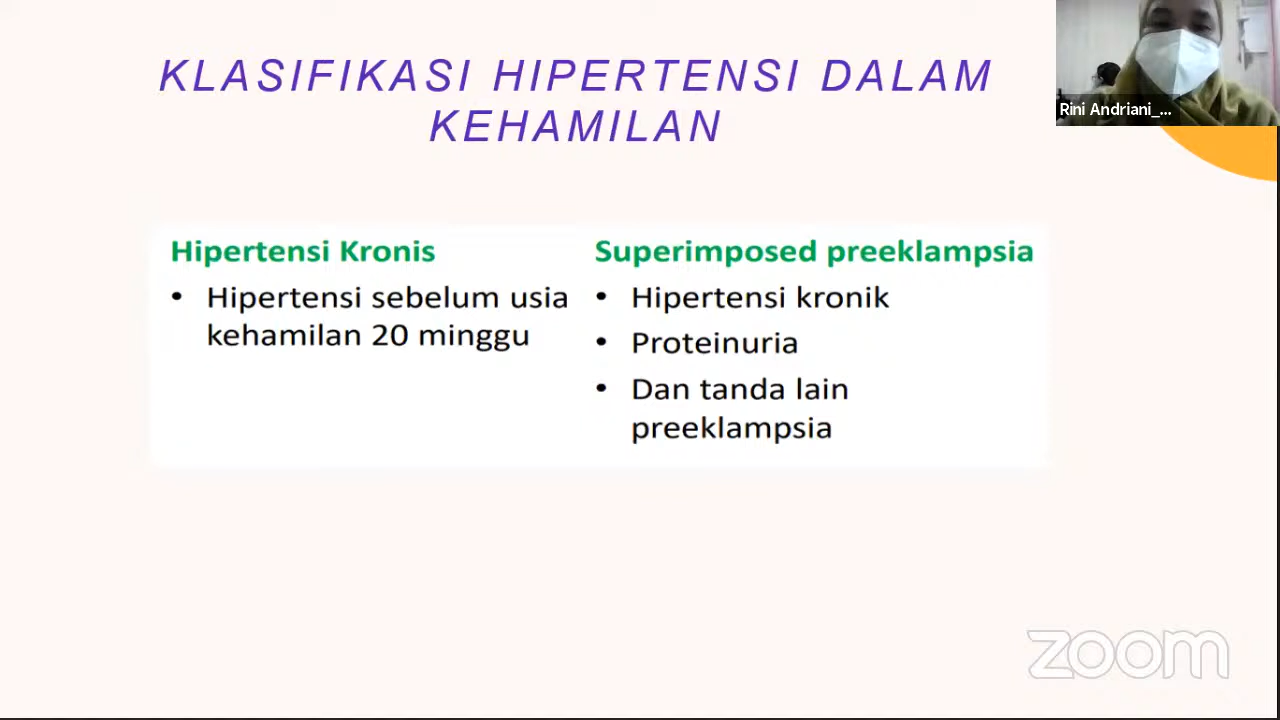 KLASIFIKASI HIPERTENSI DALAM
KEHAMILAN
Rini Andriani_...
Hipertensi Kronis
• Hipertensi sebelum usia
kehamilan 20 minggu
Superimposed preeklampsia
• Hipertensi kronik
• Proteinuria
• Dan tanda lain
preeklampsia
zoom